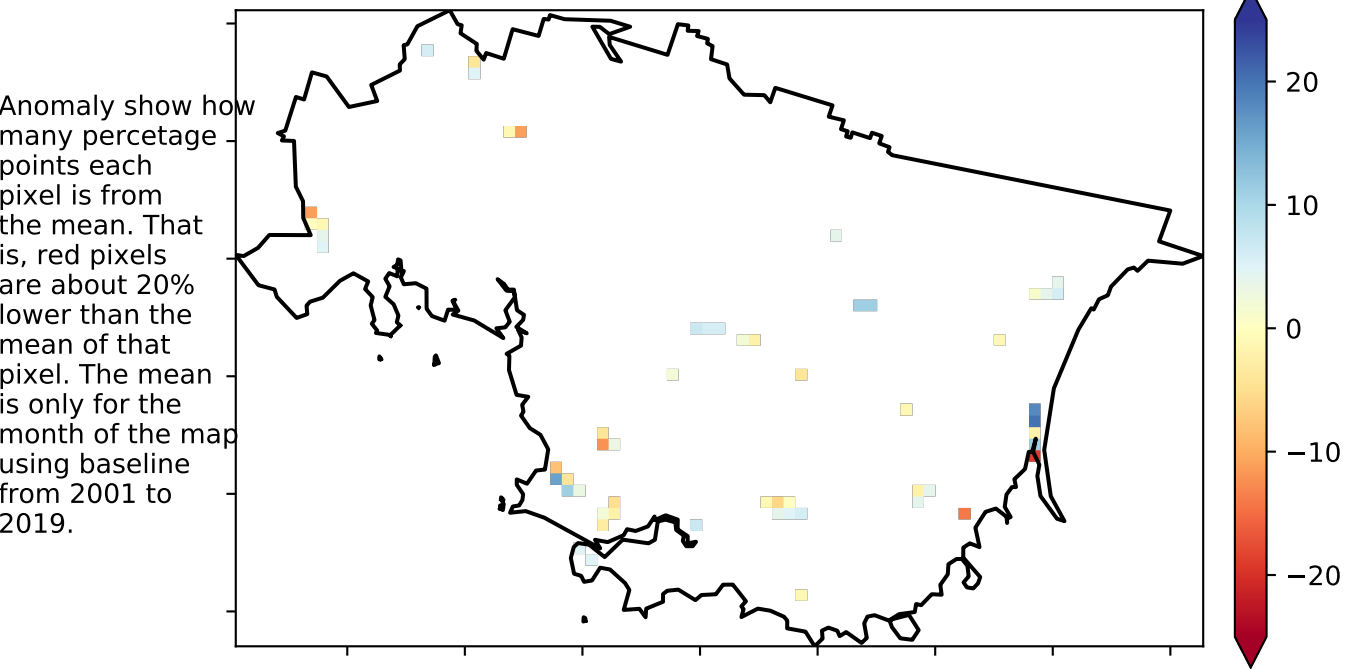 Anomaly show how
many percetage
points each
pixel is from
the mean. That
is, red pixels
are about 20%
lower than the
mean of that
pixel. The mean
is only for the
month of the map
using baseline
from 2001 to
2019.
20
10
0
−10
−20